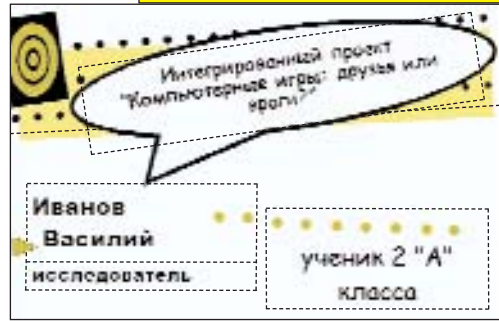 Интегрированный проект
"Компьютерные игры: друзья или
враги?"
Иванов
Василий
исследователь
ученик 2 "А"
класса